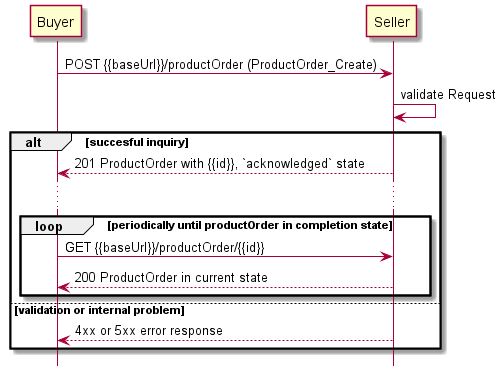 Buyer
Seller
POST {{baseUrl}}/productOrder (ProductOrder_Create)
validate Request
alt
[succesful inquiry]
201 ProductOrder with {{id}}, `acknowledged` state
loop
[periodically until productOrder in completion state]
GET {{baseUrl}}/productOrder/{{id}}
200 ProductOrder in current state
[validation or internal problem]
4xx or 5xx error response